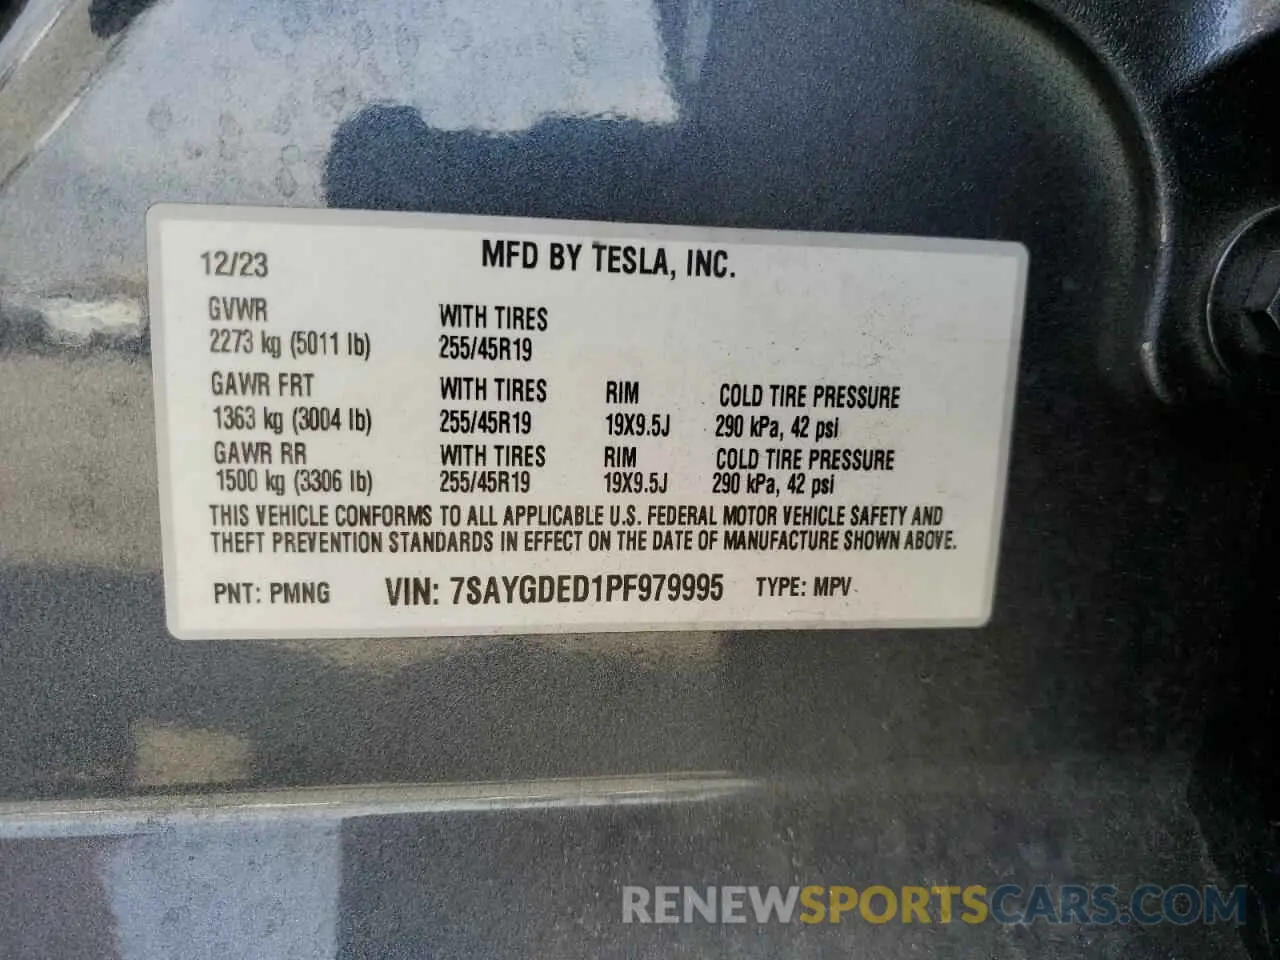 12/23 MFD BY TESLA, INC.
GVWR WITH TIRES
2273 kg (5011 lb) 255/45R19
GAWR FRT WITH TIRES RIM COLD TIRE PRESSURE
1363 kg (3004 lb) 255/45R19 19X9.5J 290 kPa, 42 psi
GAWR RR WITH TIRES RIM COLD TIRE PRESSURE
1500 kg (3306 lb) 255/45R19 19X9.5J 290 kPa, 42 psi
THIS VEHICLE CONFORMS TO ALL APPLICABLE U.S. FEDERAL MOTOR VEHICLE SAFETY AND
THEFT PREVENTION STANDARDS IN EFFECT ON THE DATE OF MANUFACTURE SHOWN ABOVE.
PNT: PMNG VIN: 7SAYGDED1PF979995 TYPE: MPV
RENEWSPORTSCARS.COM